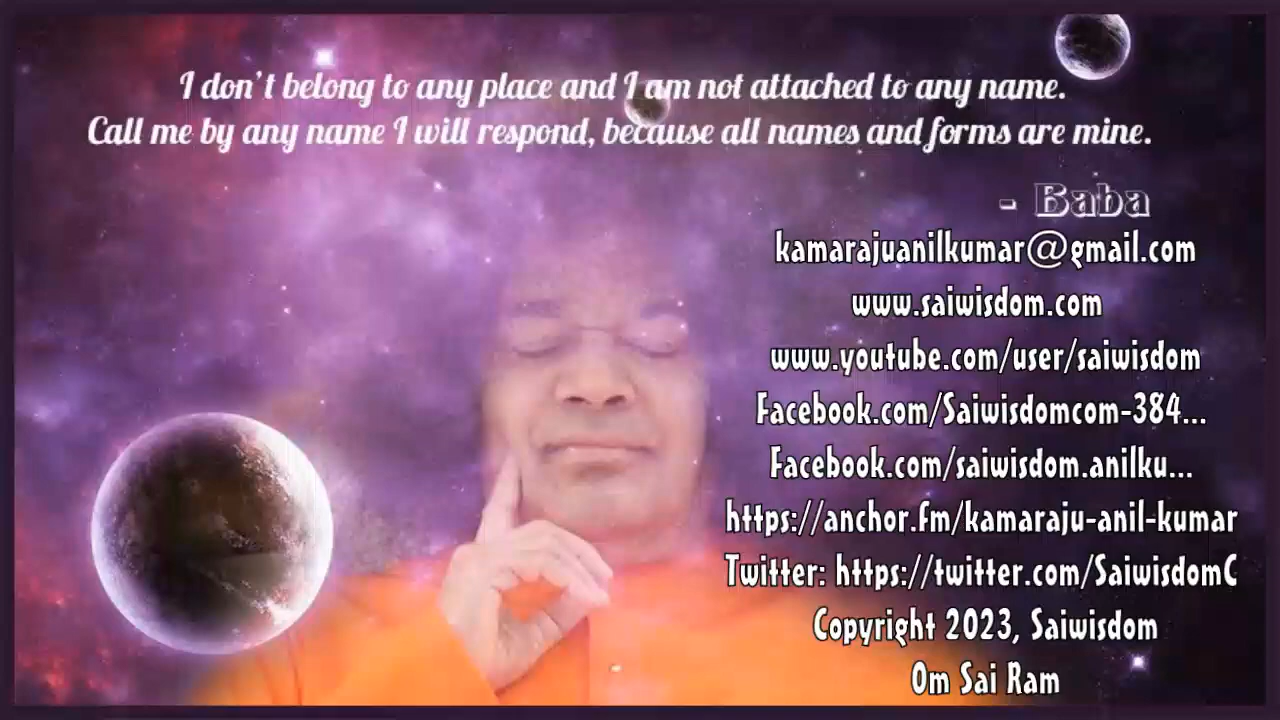 I don't belong to any place and I am not attached to any name.
Call me by any name I will respond, because all names and forms are mine.
- Baba
kamarajuanilkumar@gmail.com
www.saiwisdom.com
www.youtube.com/user/saiwisdom
Facebook.com/Saiwisdomcom-384...
Facebook.com/saiwisdom.anilku...
https://anchor.fm/kamaraju-anil-kumar
Twitter: https://twitter.com/SaiwisdomC
Copyright 2023, Saiwisdom
Om Sai Ram